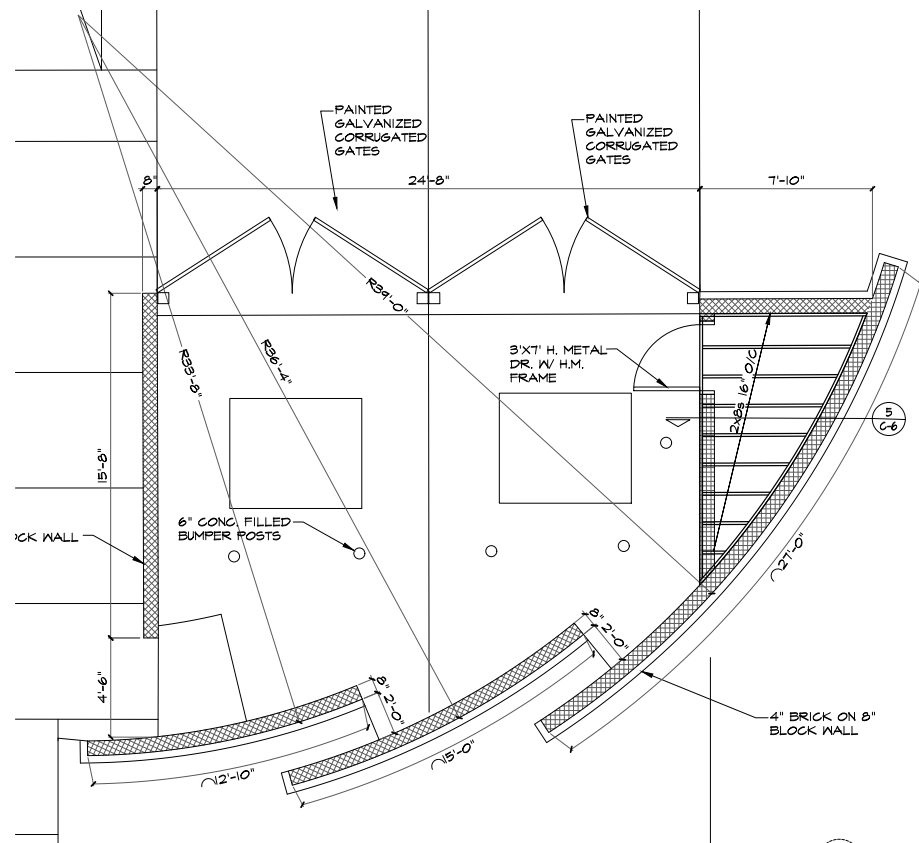 PAINTED
GALVANIZED
CORRUGATED
GATES
PAINTED
GALVANIZED
CORRUGATED
GATES
8"
24'-8"
7'-10"
R39'-0"
R36'-4"
R33'-8"
3'X7' H. METAL
DR. W/ H.M.
FRAME
2x8s 16" O/C
5
C-6
15'-8"
6" CONC. FILLED
BUMPER POSTS
OCK WALL
27'-0"
8"
2'-0"
4'-6"
8"
2'-0"
4" BRICK ON 8"
BLOCK WALL
15'-0"
12'-10"